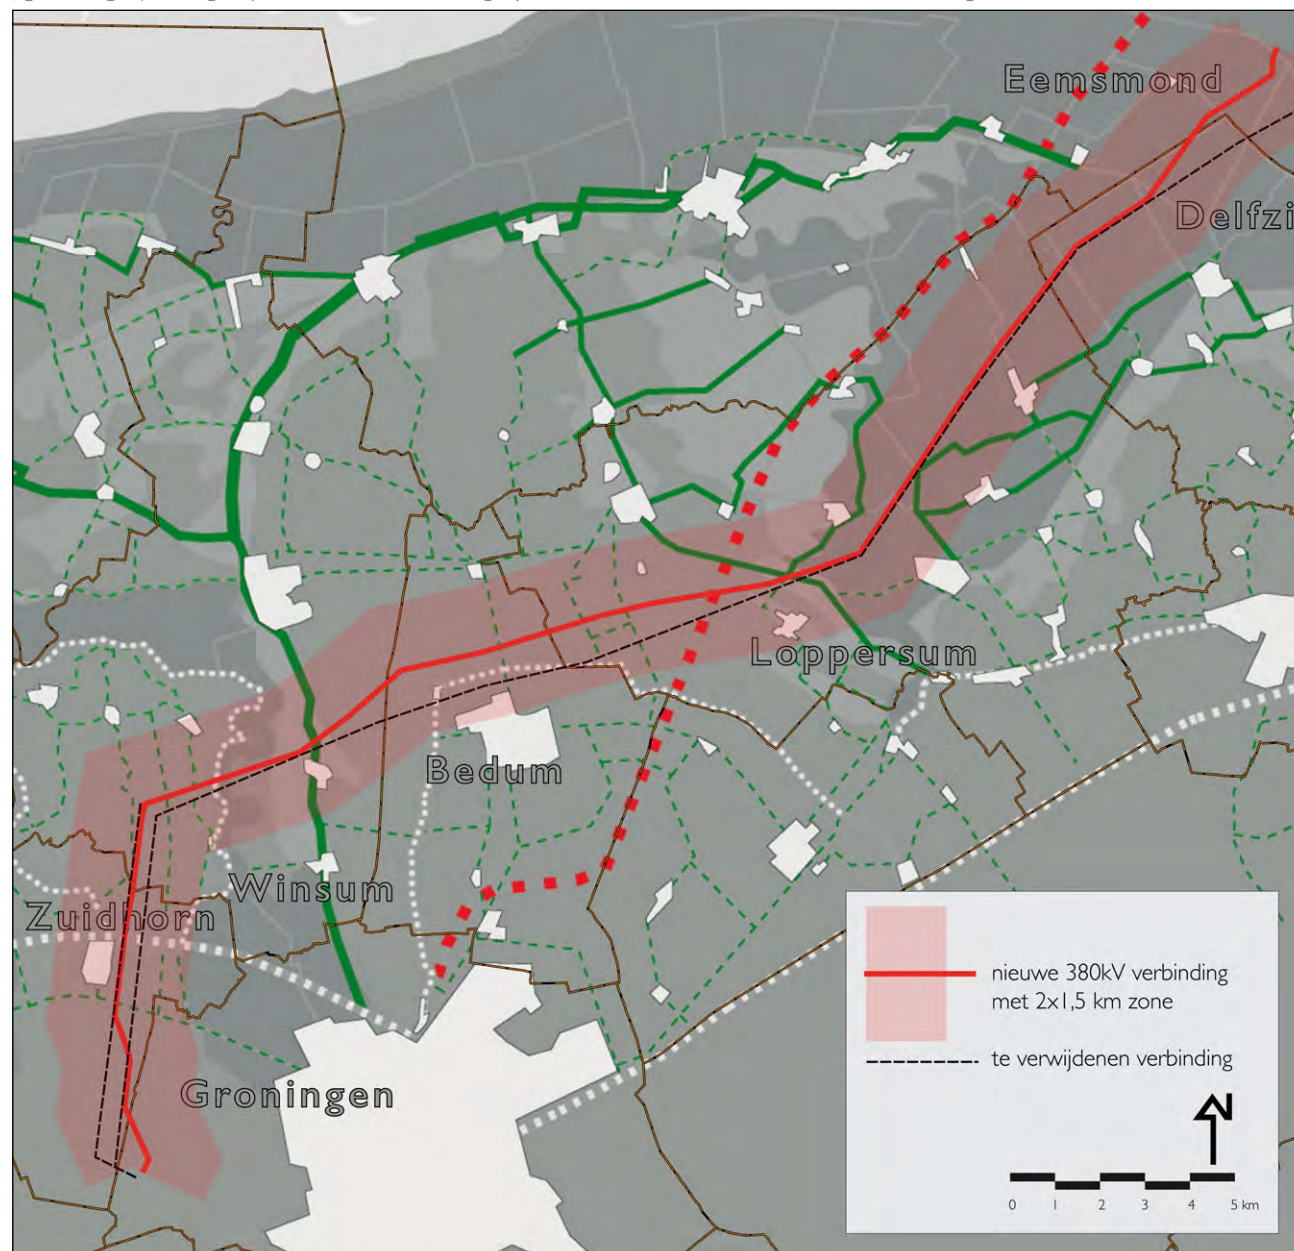 Eemsmond
Delfzi
Loppersum
Bedum
Winsum
Zuidhorn
Groningen
nieuwe 380kV verbinding
met 2x1,5 km zone
te verwijdenen verbinding
N
0 1 2 3 4 5 km